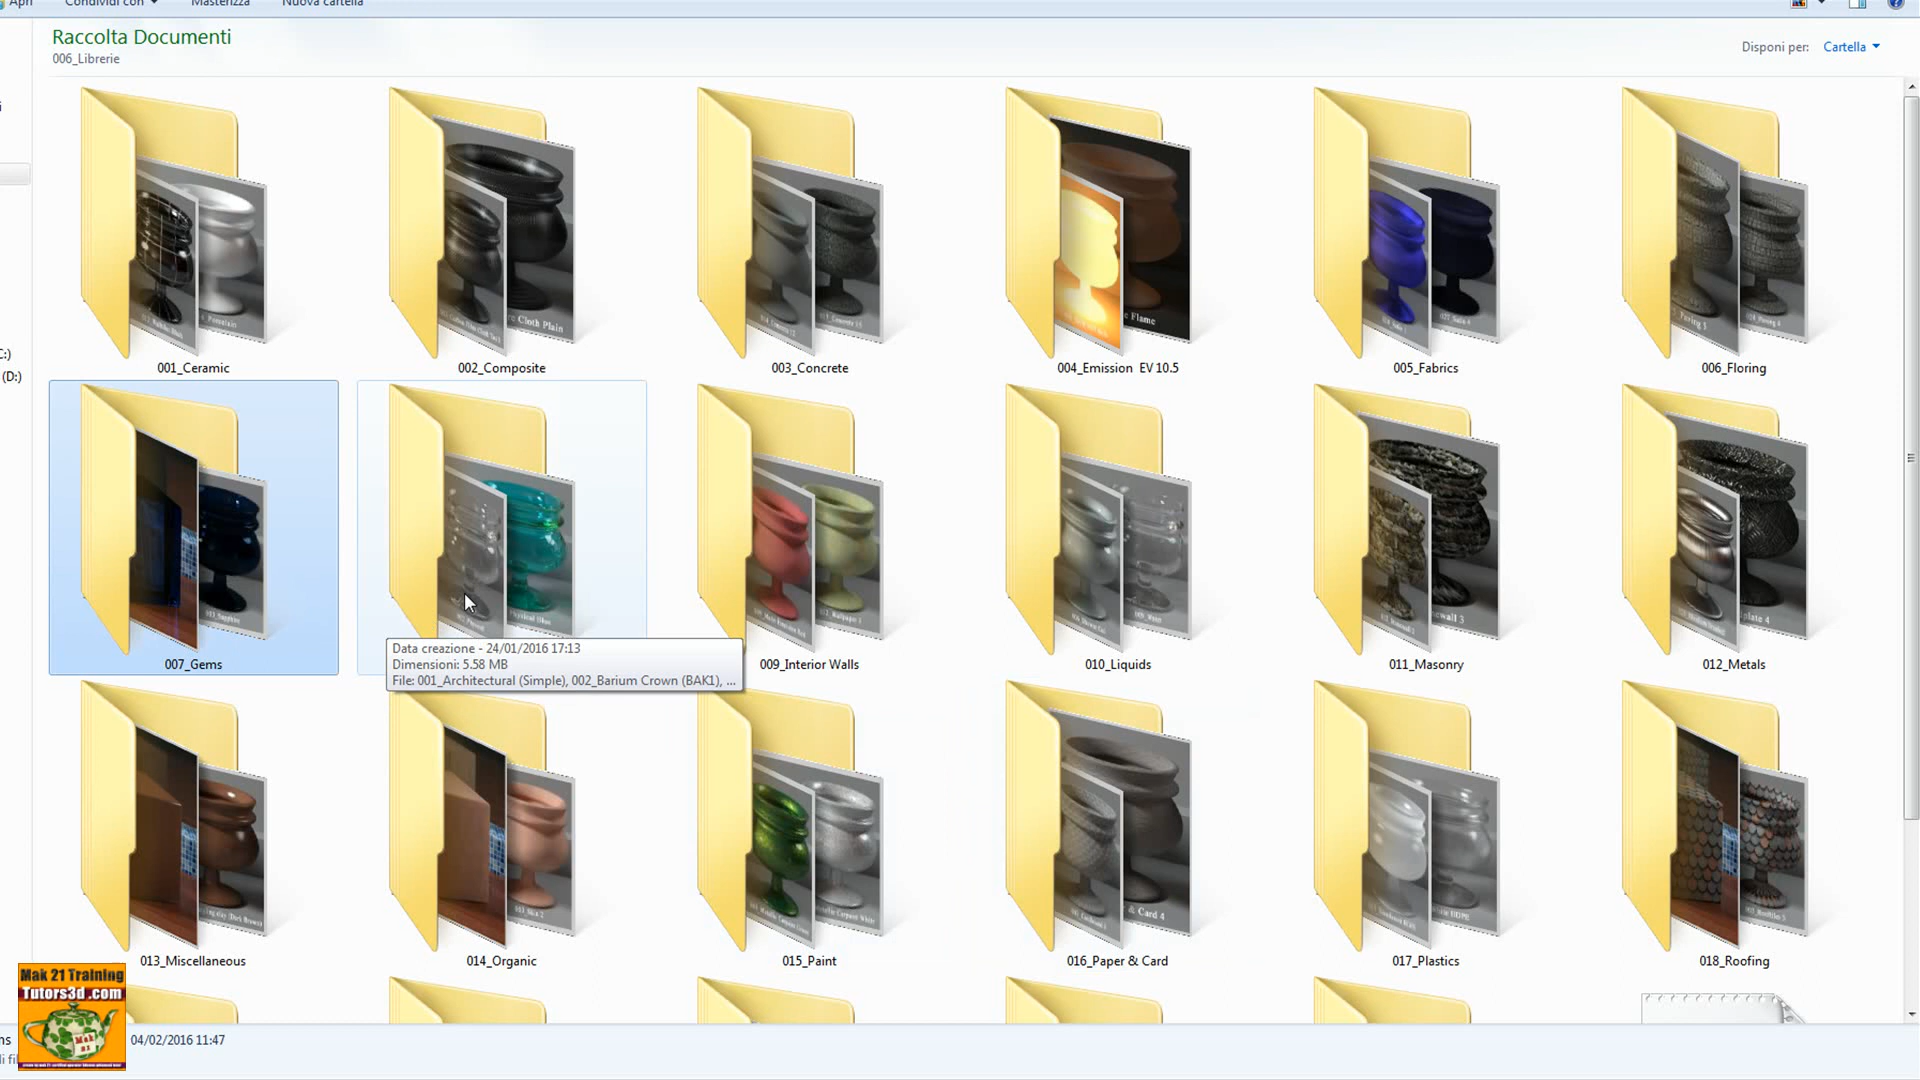 Apri
Condividi con
Masterizza
Nuova cartella
Raccolta Documenti
006_Librerie
Disponi per:
Cartella
001_Ceramic
002_Composite
003_Concrete
004_Emission EV 10.5
005_Fabrics
006_Floring
C:)
(D:)
007_Gems
009_Interior Walls
010_Liquids
011_Masonry
012_Metals
Data creazione - 24/01/2016 17:13
Dimensioni: 5.58 MB
File: 001_Architectural (Simple), 002_Barium Crown (BAK1), ...
013_Miscellaneous
014_Organic
015_Paint
016_Paper & Card
017_Plastics
018_Roofing
Mak 21 Training
Tutors3d .com
Mak
21
04/02/2016 11:47